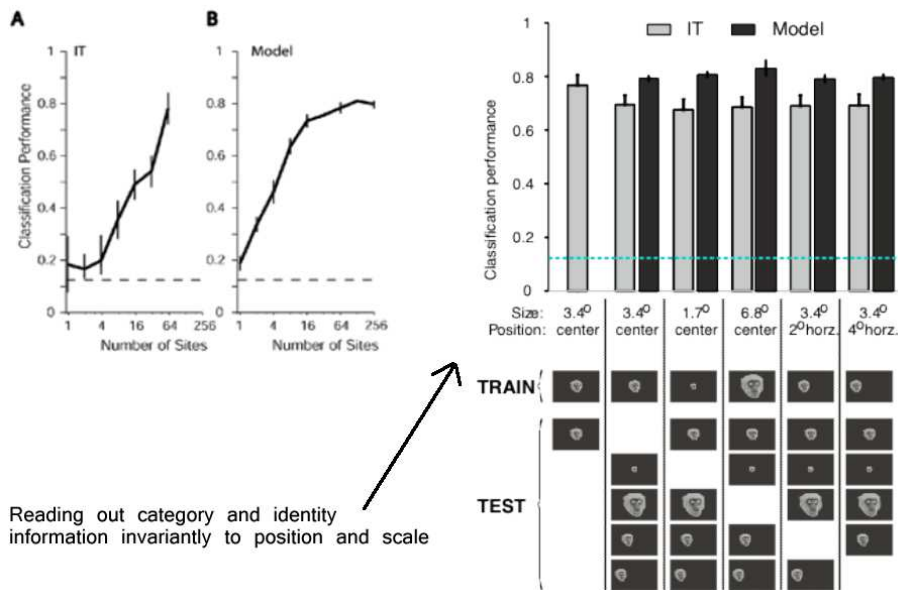 A
IT
1
0.8
0.6
0.4
0.2
0
Classification Performance
1 4 16 64 256
Number of Sites
B
Model
1
0.8
0.6
0.4
0.2
0
1 4 16 64 256
Number of Sites
IT Model
1
0.8
0.6
0.4
0.2
0
Classification performance
Size: 3.4° 3.4° 1.7° 6.8° 3.4° 3.4°
Position: center center center center 2°horz. 4°horz.
TRAIN
TEST
Reading out category and identity
information invariantly to position and scale